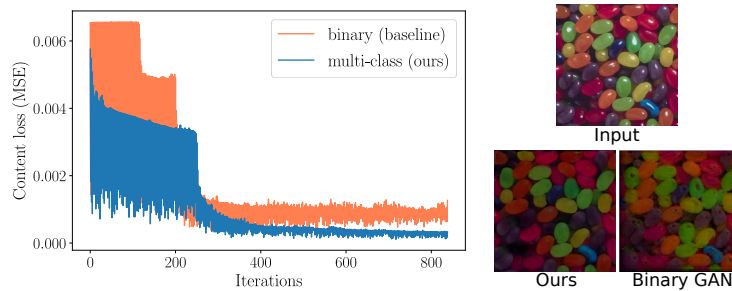 0.006
0.004
0.002
0.000
Content loss (MSE)
0
200
400
600
800
Iterations
binary (baseline)
multi-class (ours)
Input
Ours
Binary GAN